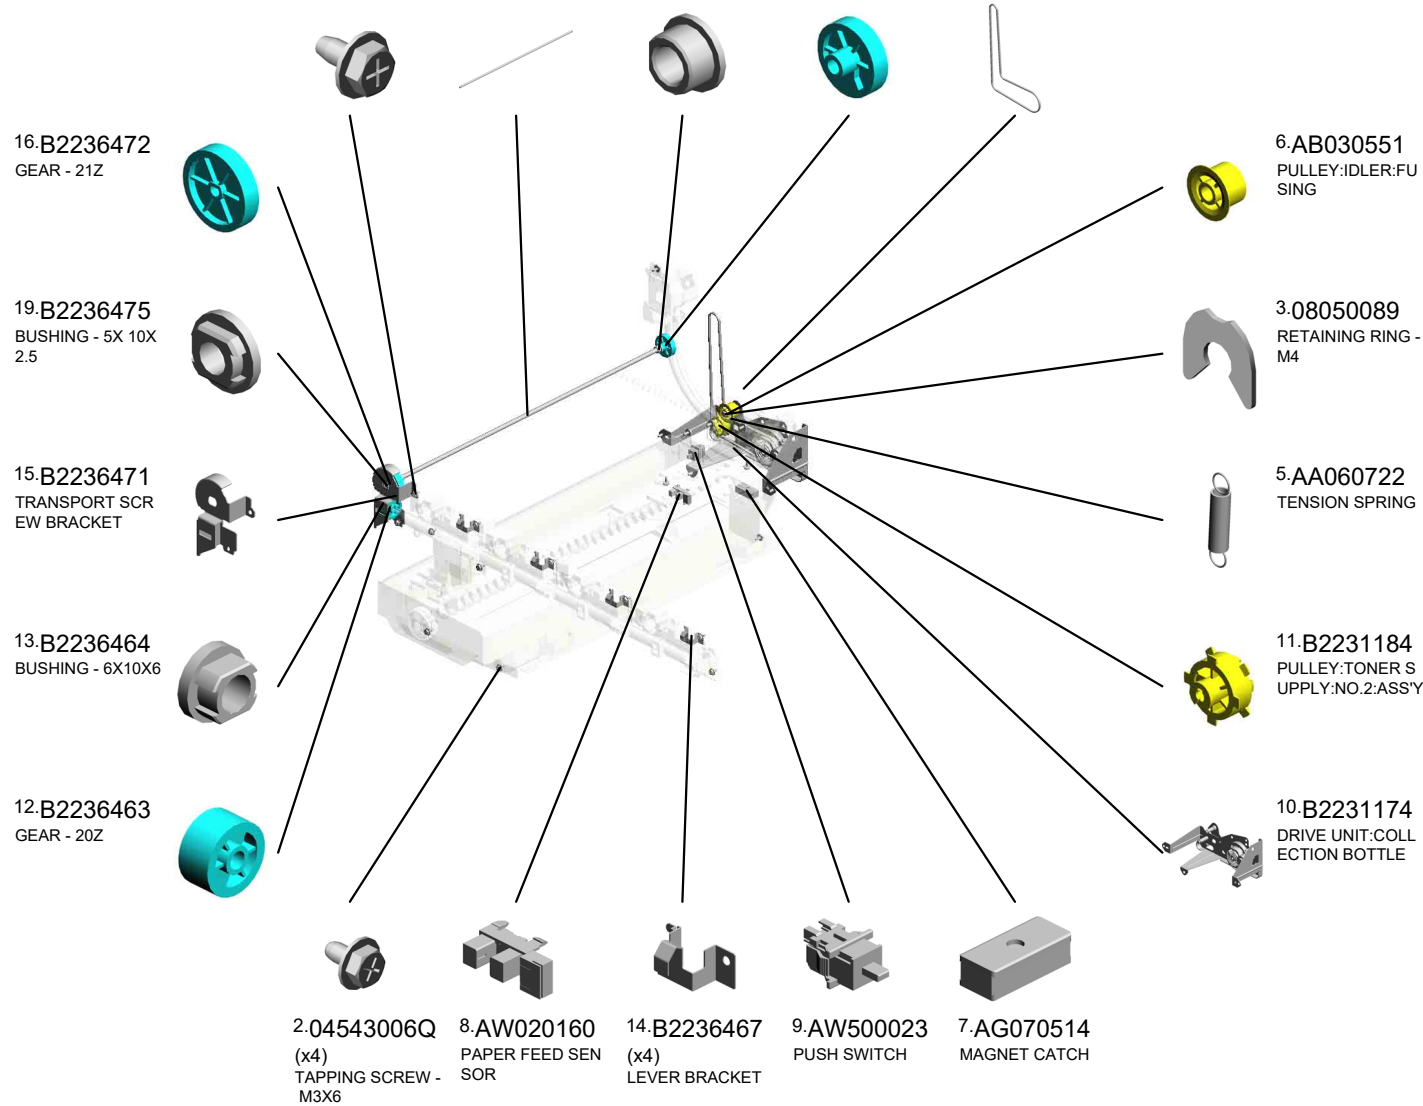 16.B2236472
GEAR - 21Z
19.B2236475
BUSHING - 5X 10X
2.5
15.B2236471
TRANSPORT SCR
EW BRACKET
13.B2236464
BUSHING - 6X10X6
12.B2236463
GEAR - 20Z
6.AB030551
PULLEY:IDLER:FU
SING
3.08050089
RETAINING RING -
M4
5.AA060722
TENSION SPRING
11.B2231184
PULLEY:TONER S
UPPLY:NO.2:ASS'Y
10.B2231174
DRIVE UNIT:COLL
ECTION BOTTLE
2.04543006Q
(x4)
TAPPING SCREW -
M3X6
8.AW020160
PAPER FEED SEN
SOR
14.B2236467
(x4)
LEVER BRACKET
9.AW500023
PUSH SWITCH
7.AG070514
MAGNET CATCH